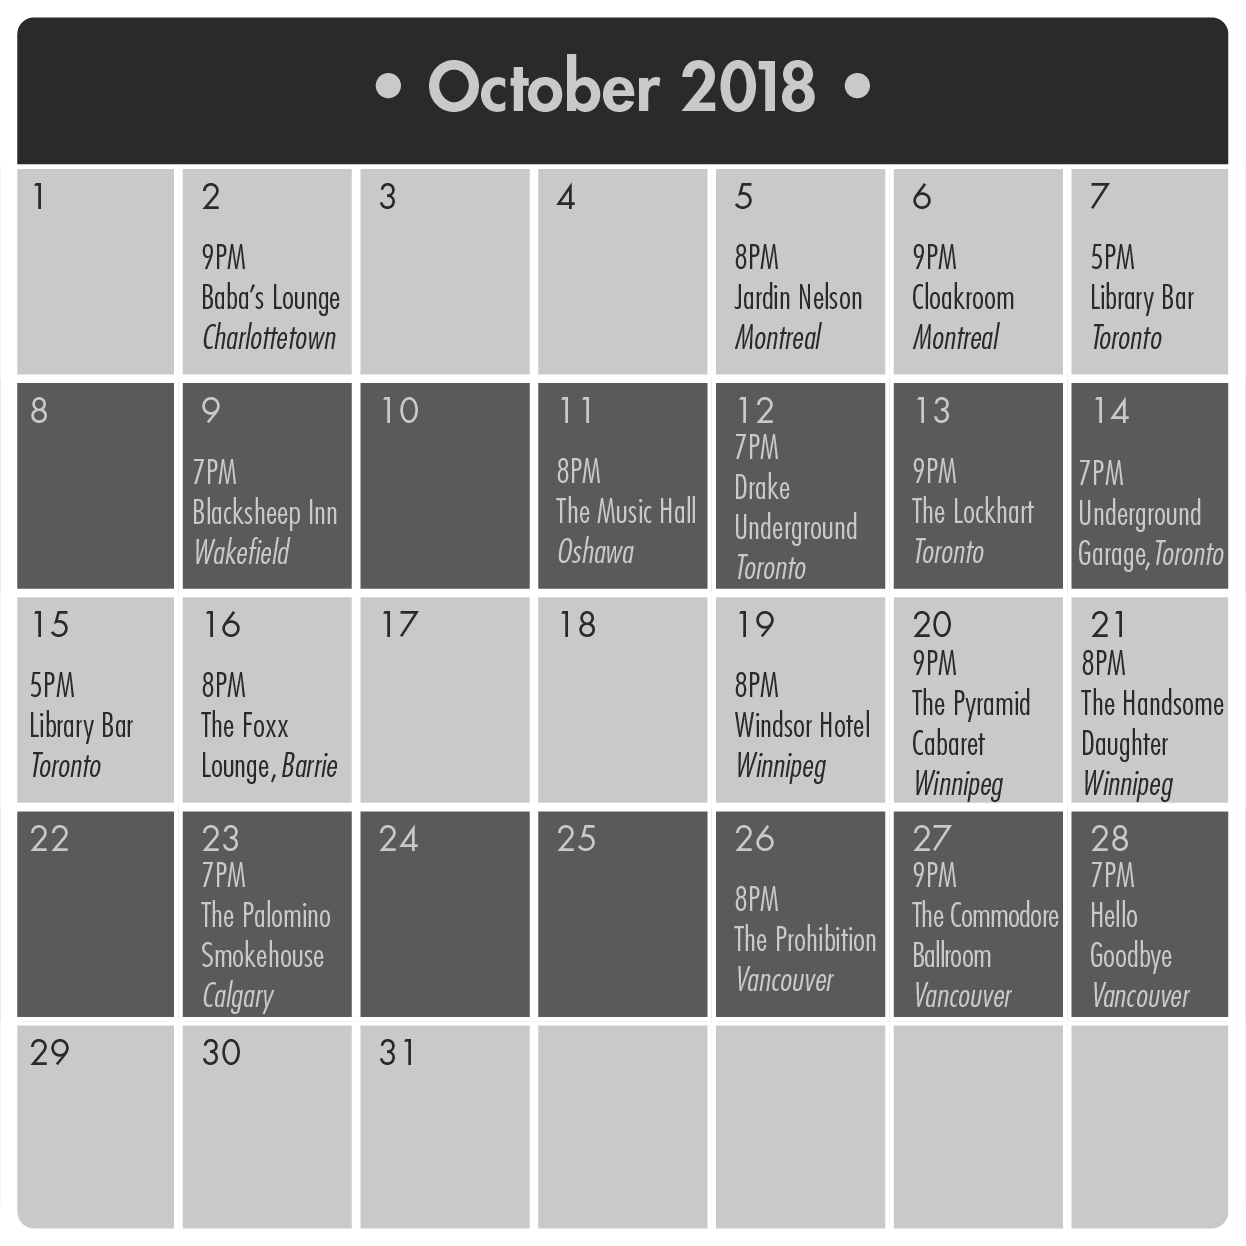 • October 2018 •
1
2
9PM
Baba's Lounge
Charlottetown
3
4
5
8PM
Jardin Nelson
Montreal
6
9PM
Cloakroom
Montreal
7
5PM
Library Bar
Toronto
8
9
7PM
Blacksheep Inn
Wakefield
10
11
8PM
The Music Hall
Oshawa
12
7PM
Drake
Underground
Toronto
13
9PM
The Lockhart
Toronto
14
7PM
Underground
Garage, Toronto
15
5PM
Library Bar
Toronto
16
8PM
The Foxx
Lounge, Barrie
17
18
19
8PM
Windsor Hotel
Winnipeg
20
9PM
The Pyramid
Cabaret
Winnipeg
21
8PM
The Handsome
Daughter
Winnipeg
22
23
7PM
The Palomino
Smokehouse
Calgary
24
25
26
8PM
The Prohibition
Vancouver
27
9PM
The Commodore
Ballroom
Vancouver
28
7PM
Hello
Goodbye
Vancouver
29
30
31